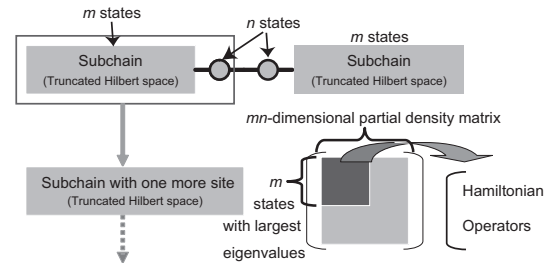 m states
n states
m states
Subchain
(Truncated Hilbert space)
Subchain
(Truncated Hilbert space)
mn-dimensional partial density matrix
Subchain with one more site
(Truncated Hilbert space)
m
states
with largest
eigenvalues
Hamiltonian
Operators